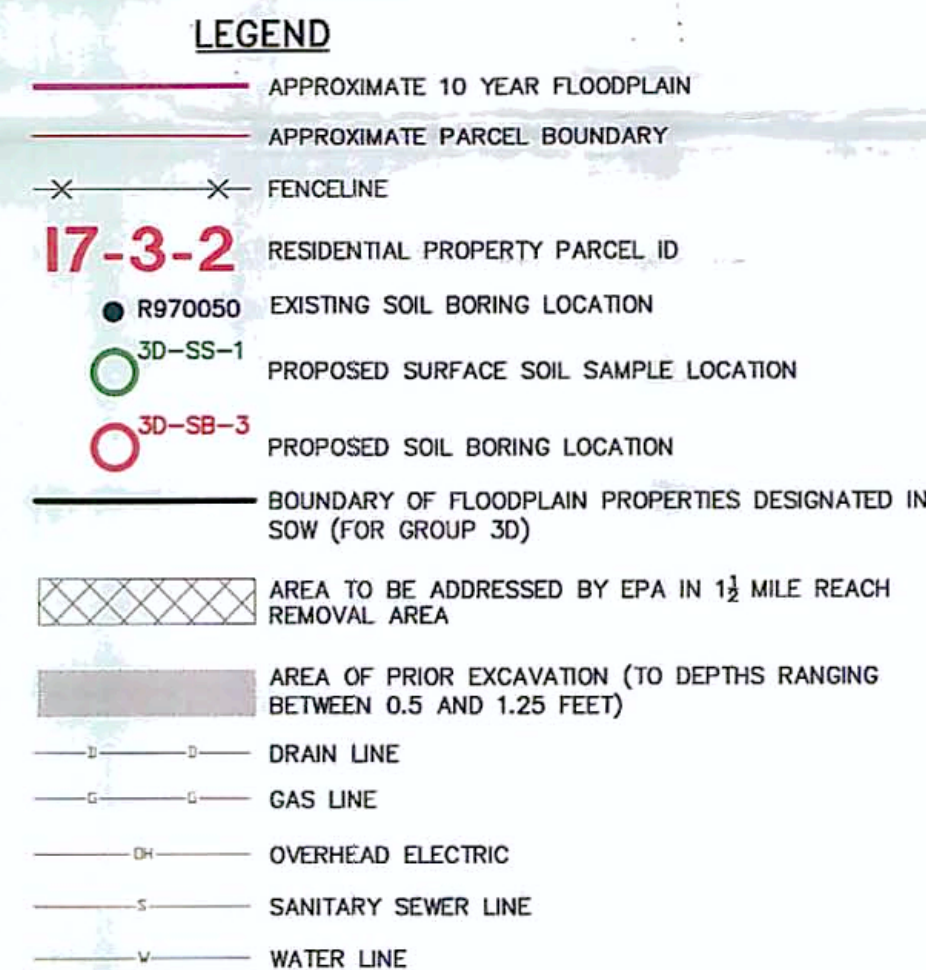 LEGEND
APPROXIMATE 10 YEAR FLOODPLAIN
APPROXIMATE PARCEL BOUNDARY
X X FENCELINE
I7-3-2 RESIDENTIAL PROPERTY PARCEL ID
R970050 EXISTING SOIL BORING LOCATION
3D-SS-1
PROPOSED SURFACE SOIL SAMPLE LOCATION
3D-SB-3
PROPOSED SOIL BORING LOCATION
BOUNDARY OF FLOODPLAIN PROPERTIES DESIGNATED IN
SOW (FOR GROUP 3D)
AREA TO BE ADDRESSED BY EPA IN 1½ MILE REACH
REMOVAL AREA
AREA OF PRIOR EXCAVATION (TO DEPTHS RANGING
BETWEEN 0.5 AND 1.25 FEET)
D D DRAIN LINE
G G GAS LINE
OH OVERHEAD ELECTRIC
S SANITARY SEWER LINE
W WATER LINE